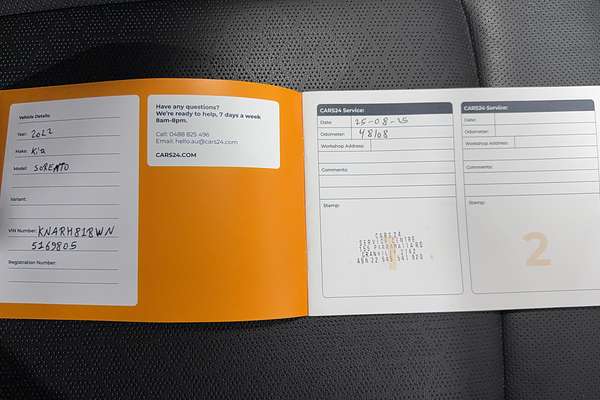 Vehicle Details:
Year: 2022
Make: Kia
Model: SORENTO
Variant:
VIN Number: KNARH81BWN
5169805
Registration Number:
Have any questions?
We're ready to help, 7 days a week
8am-8pm.
Call: 0488 825 496
Email: hello.au@cars24.com
CARS24.COM
CARS24 Service:
Date: 25-08-25
Odometer: 48108
Workshop Address:
Comments:
Stamp:
CARS24
CARS24 Service:
Date:
Odometer:
Workshop Address:
Comments:
Stamp:
2